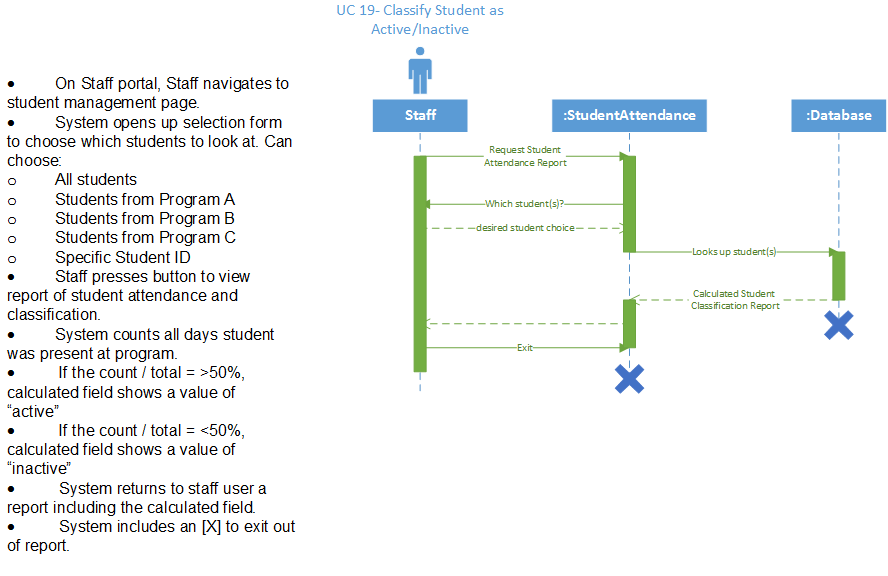 UC 19- Classify Student as
Active/Inactive
• On Staff portal, Staff navigates to
student management page.
• System opens up selection form
to choose which students to look at. Can
choose:
o All students
o Students from Program A
o Students from Program B
o Students from Program C
o Specific Student ID
• Staff presses button to view
report of student attendance and
classification.
• System counts all days student
was present at program.
• If the count / total = >50%,
calculated field shows a value of
“active”
• If the count / total = <50%,
calculated field shows a value of
“inactive”
• System returns to staff user a
report including the calculated field.
• System includes an [X] to exit out
of report.
Staff
:StudentAttendance
:Database
Request Student
Attendance Report
Which student(s)?
desired student choice
Looks up student(s)
Calculated Student
Classification Report
Exit